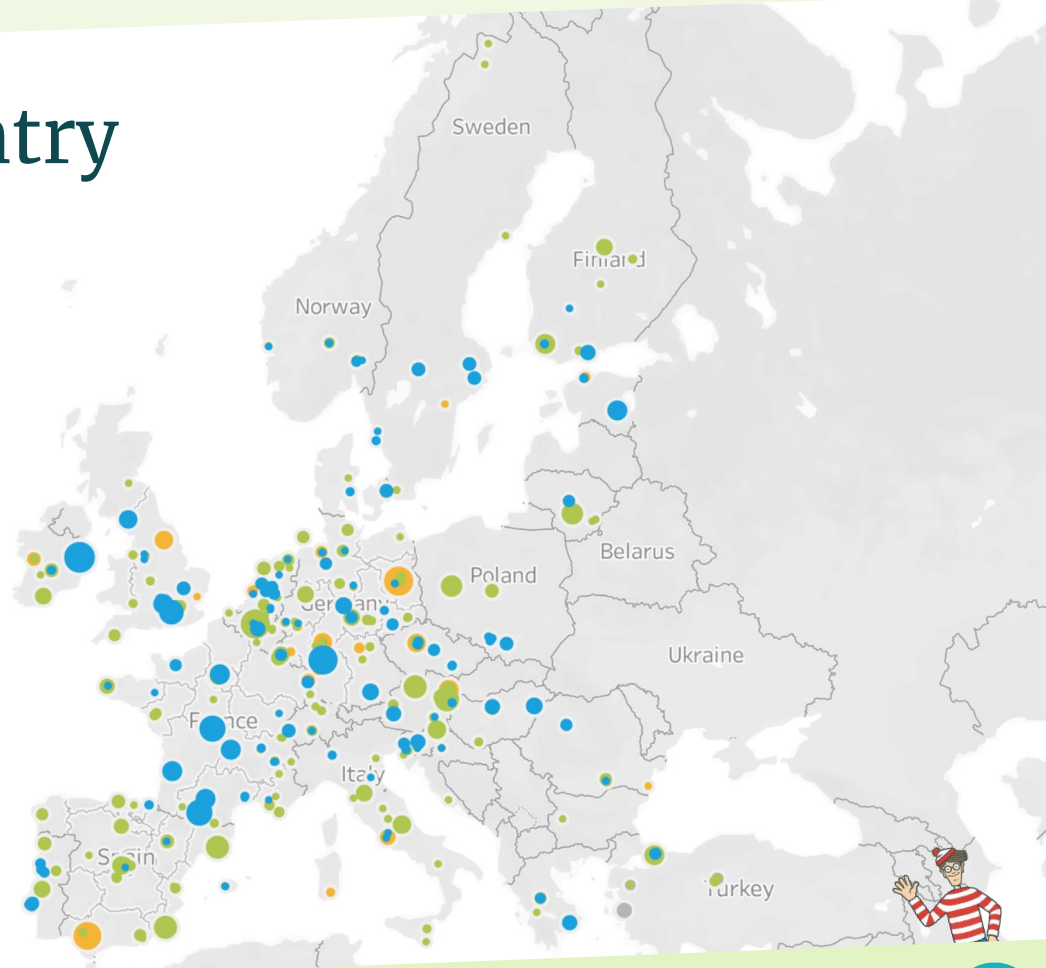 ntry
Sweden
Finland
Norway
Belarus
Poland
Germany
Ukraine
France
Italy
Spain
Turkey